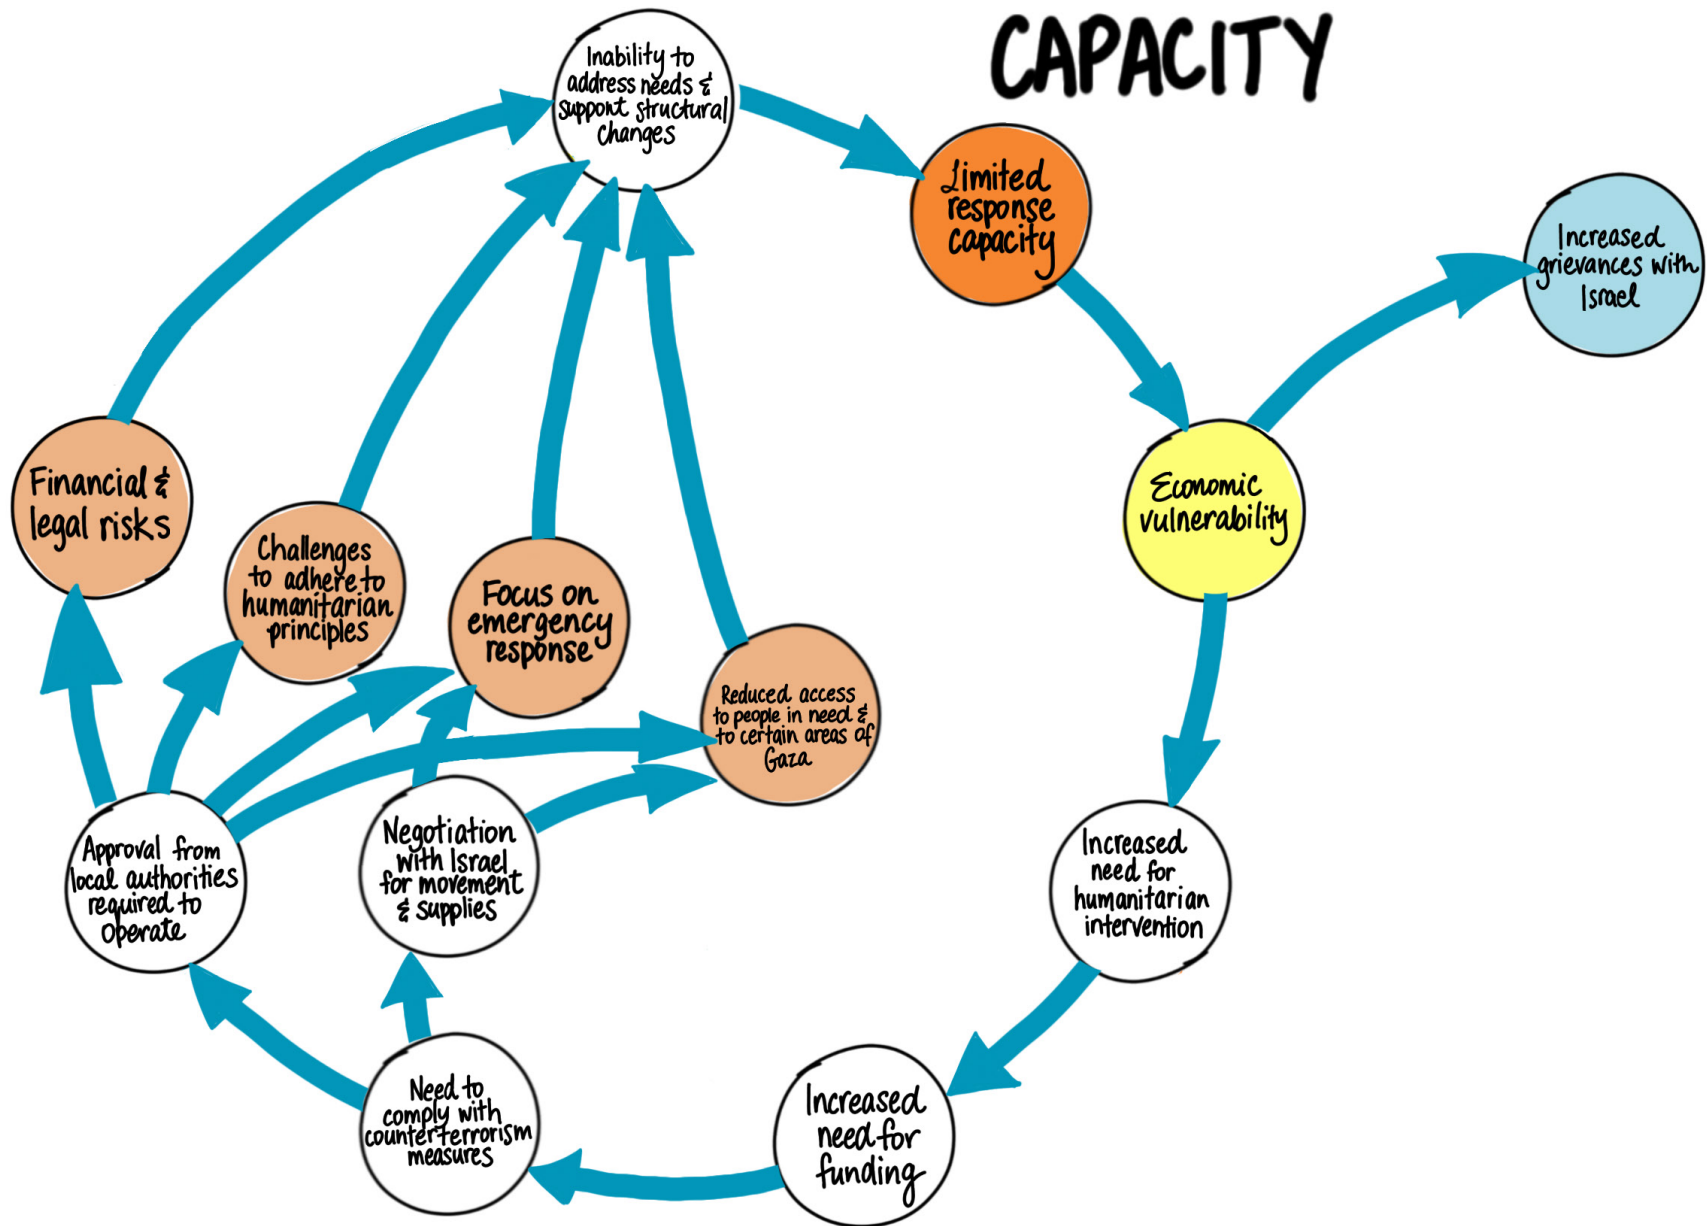 CAPACITY
Inability to
address needs &
support structural
changes
Limited
response
capacity
Increased
grievances with
Israel
Financial &
legal risks
Challenges
to adhere to
humanitarian
principles
Focus on
emergency
response
Reduced access
to people in need &
to certain areas of
Gaza
Economic
vulnerability
Approval from
local authorities
required to
operate
Negotiation
with Israel
for movement
& supplies
Increased
need for
humanitarian
intervention
Need to
comply with
counterterrorism
measures
Increased
need for
funding